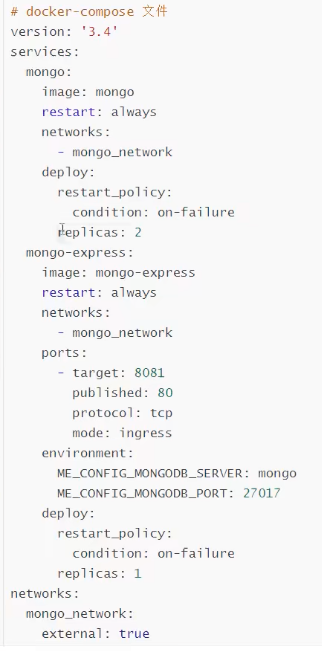 # docker-compose 文件
version: '3.4'
services:
  mongo:
    image: mongo
    restart: always
    networks:
      - mongo_network
    deploy:
      restart_policy:
        condition: on-failure
      replicas: 2
  mongo-express:
    image: mongo-express
    restart: always
    networks:
      - mongo_network
    ports:
      - target: 8081
        published: 80
        protocol: tcp
        mode: ingress
    environment:
      ME_CONFIG_MONGODB_SERVER: mongo
      ME_CONFIG_MONGODB_PORT: 27017
    deploy:
      restart_policy:
        condition: on-failure
      replicas: 1
networks:
  mongo_network:
    external: true